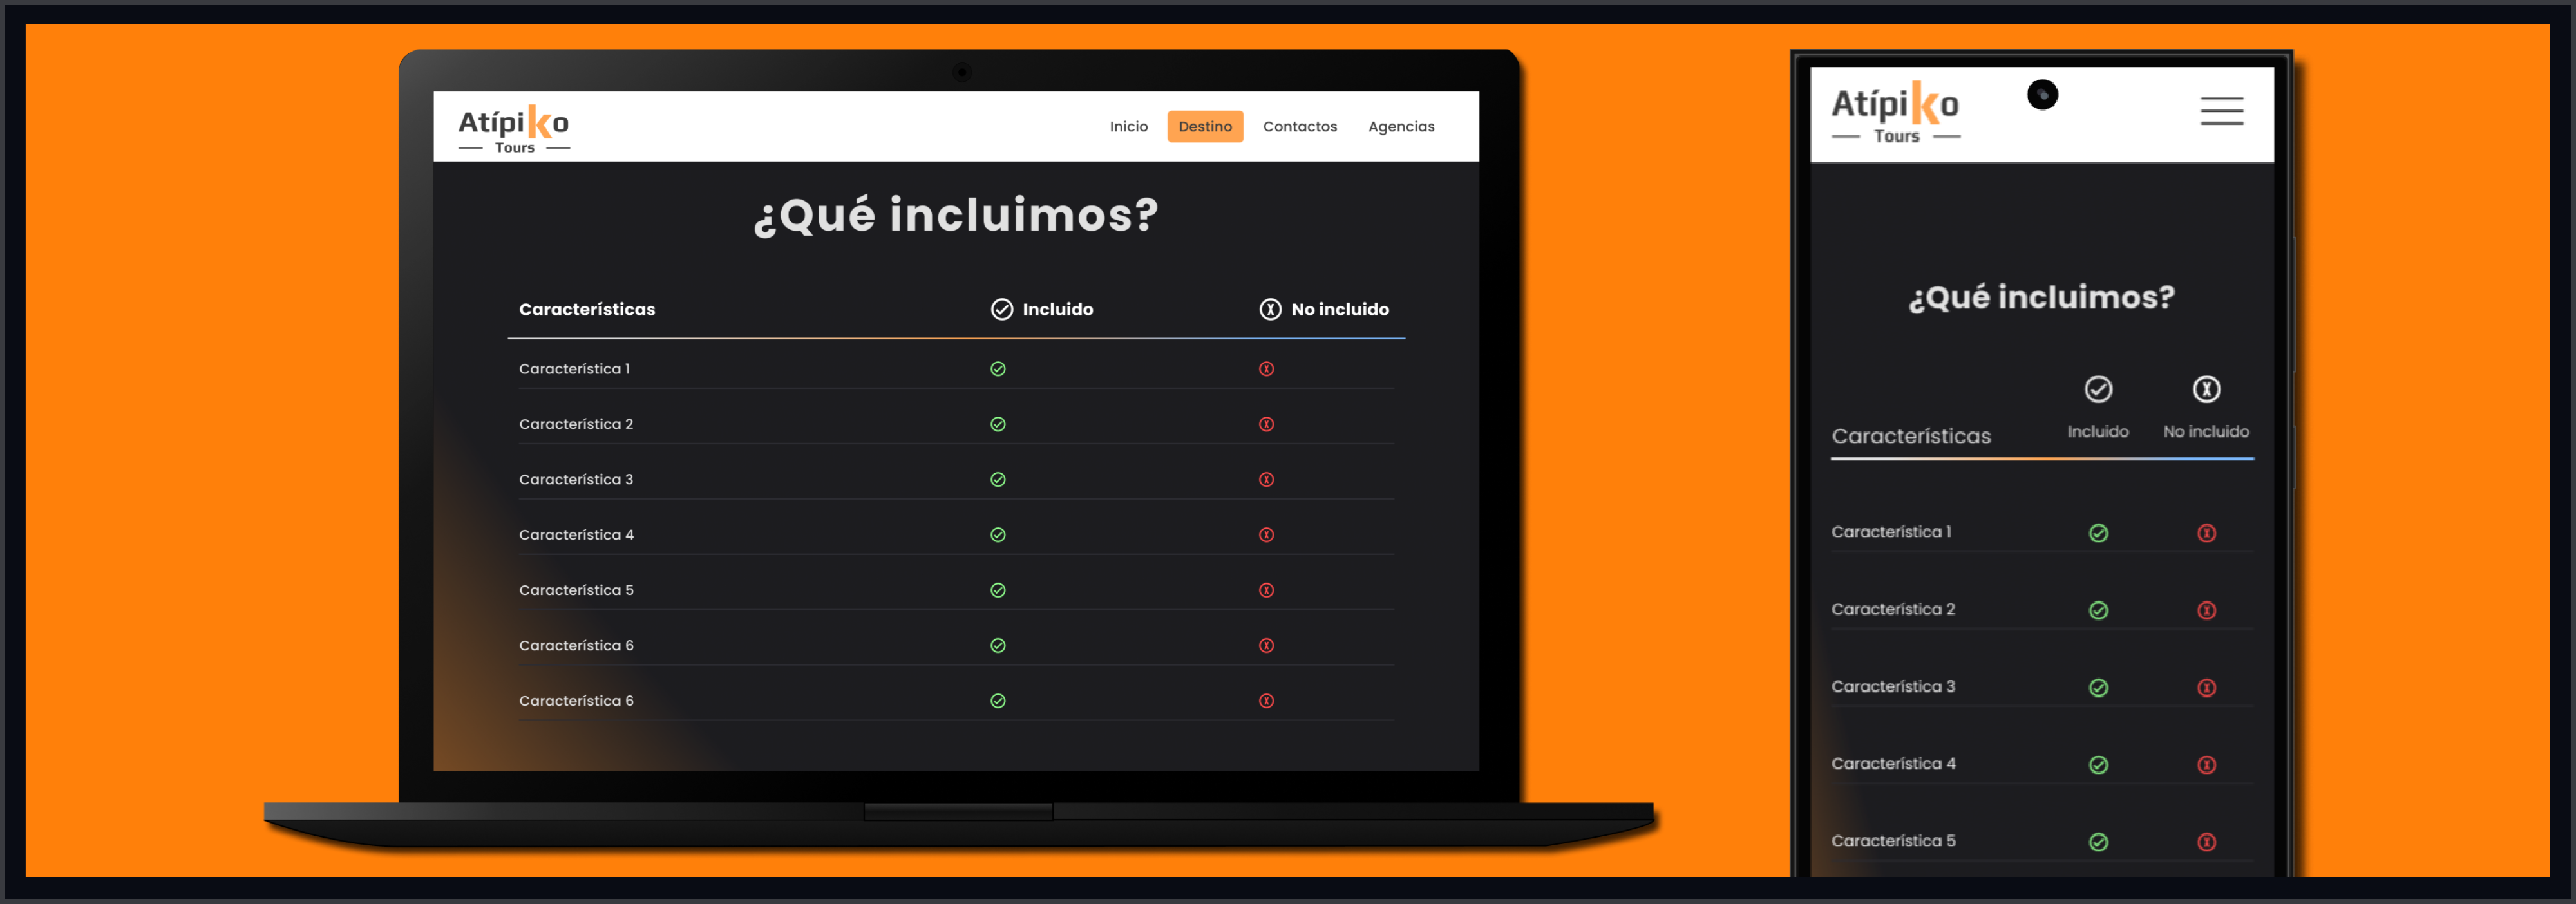 Atípiko
Tours
Inicio Destino Contactos Agencias
¿Qué incluimos?
Características Incluido No incluido
Característica 1
Característica 2
Característica 3
Característica 4
Característica 5
Característica 6
Característica 6
Atípiko
Tours
¿Qué incluimos?
Características Incluido No incluido
Característica 1
Característica 2
Característica 3
Característica 4
Característica 5